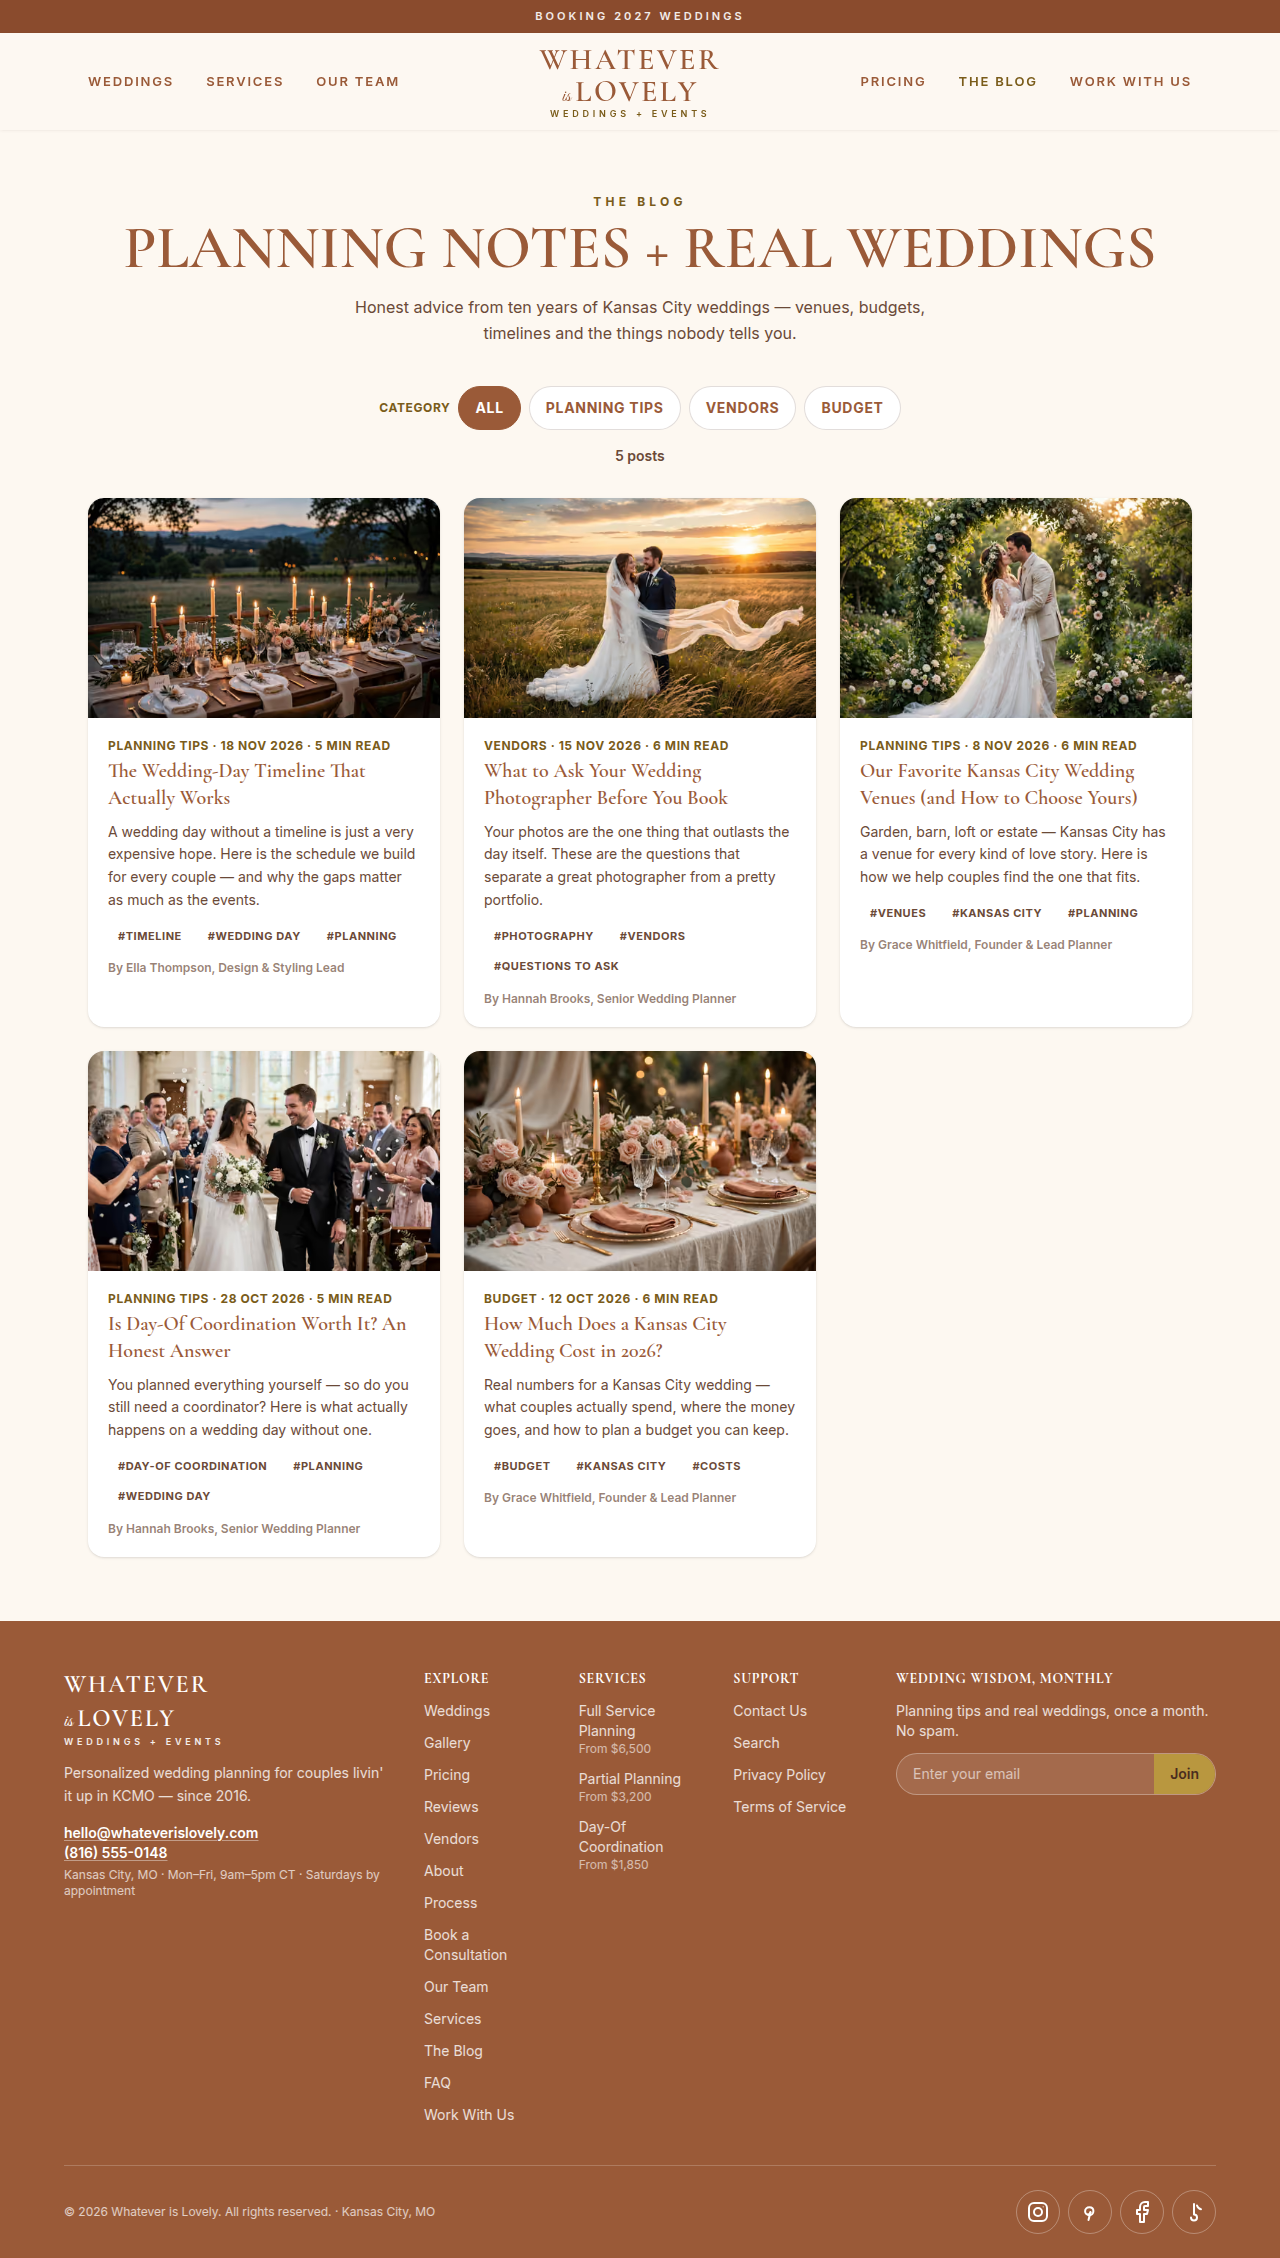 BOOKING 2027 WEDDINGS
WEDDINGS SERVICES OUR TEAM
WHATEVER
is LOVELY
WEDDINGS + EVENTS
PRICING THE BLOG WORK WITH US
THE BLOG
PLANNING NOTES + REAL WEDDINGS
Honest advice from ten years of Kansas City weddings — venues, budgets,
timelines and the things nobody tells you.
CATEGORY ALL PLANNING TIPS VENDORS BUDGET
5 posts
PLANNING TIPS · 18 NOV 2026 · 5 MIN READ
The Wedding-Day Timeline That
Actually Works
A wedding day without a timeline is just a very
expensive hope. Here is the schedule we build
for every couple — and why the gaps matter
as much as the events.
#TIMELINE #WEDDING DAY #PLANNING
By Ella Thompson, Design & Styling Lead
VENDORS · 15 NOV 2026 · 6 MIN READ
What to Ask Your Wedding
Photographer Before You Book
Your photos are the one thing that outlasts the
day itself. These are the questions that
separate a great photographer from a pretty
portfolio.
#PHOTOGRAPHY #VENDORS
#QUESTIONS TO ASK
By Hannah Brooks, Senior Wedding Planner
PLANNING TIPS · 8 NOV 2026 · 6 MIN READ
Our Favorite Kansas City Wedding
Venues (and How to Choose Yours)
Garden, barn, loft or estate — Kansas City has
a venue for every kind of love story. Here is
how we help couples find the one that fits.
#VENUES #KANSAS CITY #PLANNING
By Grace Whitfield, Founder & Lead Planner
PLANNING TIPS · 28 OCT 2026 · 5 MIN READ
Is Day-Of Coordination Worth It? An
Honest Answer
You planned everything yourself — so do you
still need a coordinator? Here is what actually
happens on a wedding day without one.
#DAY-OF COORDINATION #PLANNING
#WEDDING DAY
By Hannah Brooks, Senior Wedding Planner
BUDGET · 12 OCT 2026 · 6 MIN READ
How Much Does a Kansas City
Wedding Cost in 2026?
Real numbers for a Kansas City wedding —
what couples actually spend, where the money
goes, and how to plan a budget you can keep.
#BUDGET #KANSAS CITY #COSTS
By Grace Whitfield, Founder & Lead Planner
WHATEVER
is LOVELY
WEDDINGS + EVENTS
Personalized wedding planning for couples livin'
it up in KCMO — since 2016.
hello@whateverislovely.com
(816) 555-0148
Kansas City, MO · Mon–Fri, 9am–5pm CT · Saturdays by
appointment
EXPLORE
Weddings
Gallery
Pricing
Reviews
Vendors
About
Process
Book a
Consultation
Our Team
Services
The Blog
FAQ
Work With Us
SERVICES
Full Service
Planning
From $6,500
Partial Planning
From $3,200
Day-Of
Coordination
From $1,850
SUPPORT
Contact Us
Search
Privacy Policy
Terms of Service
WEDDING WISDOM, MONTHLY
Planning tips and real weddings, once a month.
No spam.
Enter your email Join
© 2026 Whatever is Lovely. All rights reserved. · Kansas City, MO